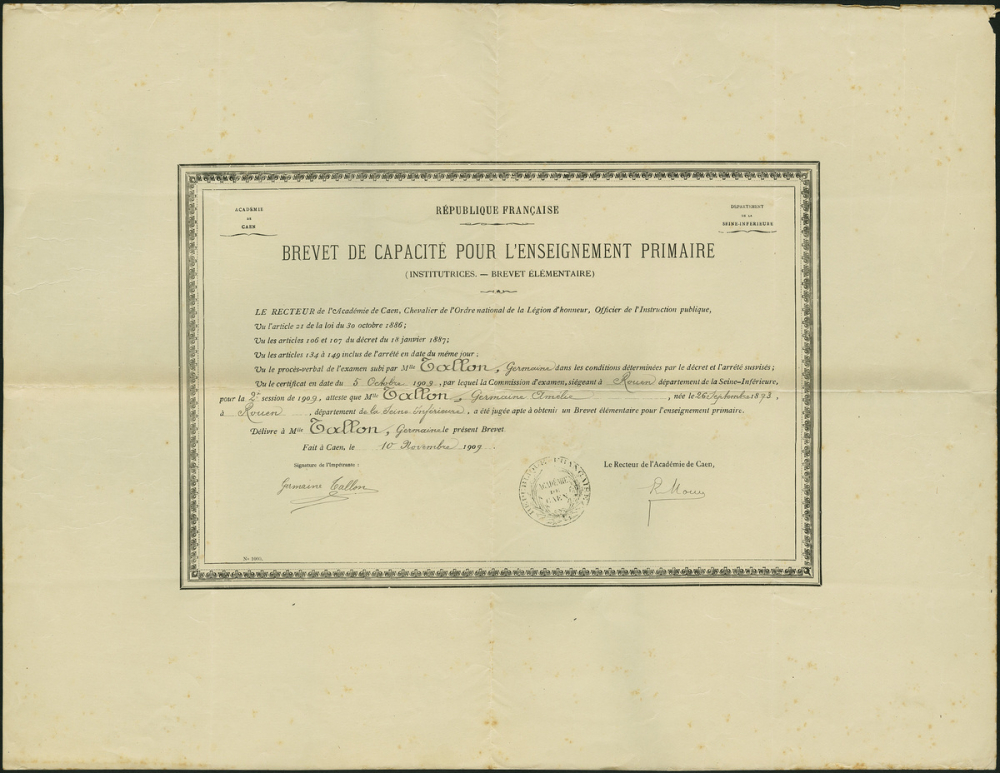 ACADÉMIE
DE
CAEN
RÉPUBLIQUE FRANÇAISE
DÉPARTEMENT
DE LA
SEINE-INFÉRIEURE
BREVET DE CAPACITÉ POUR L'ENSEIGNEMENT PRIMAIRE
(INSTITUTRICES. — BREVET ÉLÉMENTAIRE)
LE RECTEUR de l'Académie de Caen, Chevalier de l'Ordre national de la Légion d'honneur, Officier de l'Instruction publique,
Vu l'article 21 de la loi du 30 octobre 1886;
Vu les articles 106 et 107 du décret du 18 janvier 1887;
Vu les articles 134 à 149 inclus de l'arrêté en date du même jour;
Vu le procès-verbal de l'examen subi par Mlle Tallon, Germaine dans les conditions déterminées par le décret et l'arrêté susvisés;
Vu le certificat en date du 5 Octobre 1909, par lequel la Commission d'examen, siégeant à Rouen département de la Seine-Inférieure,
pour la 2e session de 1909, atteste que Mlle Tallon, Germaine Amélie, née le 26 Septembre 1893,
à Rouen, département de la Seine Inférieure, a été jugée apte à obtenir un Brevet élémentaire pour l'enseignement primaire.
Délivré à Mlle Tallon, Germaine le présent Brevet
Fait à Caen, le 10 Novembre 1909
Signature de l'Impétrante :
Le Recteur de l'Académie de Caen,
Germaine Tallon
RÉPUBLIQUE FRANÇAISE
ACADÉMIE
DE
CAEN